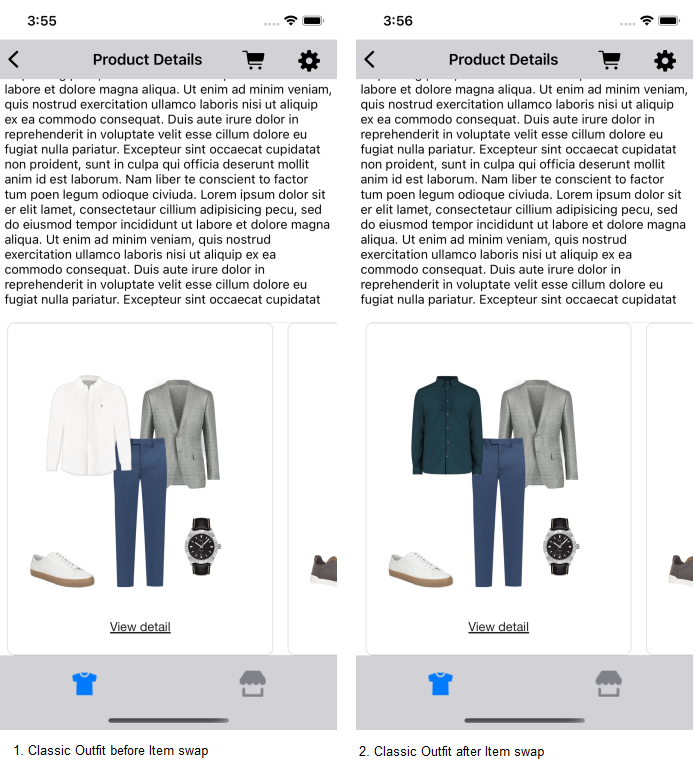 3:55
Product Details
labore et dolore magna aliqua. Ut enim ad minim veniam,
quis nostrud exercitation ullamco laboris nisi ut aliquip
ex ea commodo consequat. Duis aute irure dolor in
reprehenderit in voluptate velit esse cillum dolore eu
fugiat nulla pariatur. Excepteur sint occaecat cupidatat
non proident, sunt in culpa qui officia deserunt mollit
anim id est laborum. Nam liber te conscient to factor
tum poen legum odioque civiuda. Lorem ipsum dolor sit
er elit lamet, consectetaur cillium adipisicing pecu, sed
do eiusmod tempor incididunt ut labore et dolore magna
aliqua. Ut enim ad minim veniam, quis nostrud
exercitation ullamco laboris nisi ut aliquip ex ea
commodo consequat. Duis aute irure dolor in
reprehenderit in voluptate velit esse cillum dolore eu
fugiat nulla pariatur. Excepteur sint occaecat cupidatat
View detail
1. Classic Outfit before Item swap
3:56
Product Details
labore et dolore magna aliqua. Ut enim ad minim veniam,
quis nostrud exercitation ullamco laboris nisi ut aliquip
ex ea commodo consequat. Duis aute irure dolor in
reprehenderit in voluptate velit esse cillum dolore eu
fugiat nulla pariatur. Excepteur sint occaecat cupidatat
non proident, sunt in culpa qui officia deserunt mollit
anim id est laborum. Nam liber te conscient to factor
tum poen legum odioque civiuda. Lorem ipsum dolor sit
er elit lamet, consectetaur cillium adipisicing pecu, sed
do eiusmod tempor incididunt ut labore et dolore magna
aliqua. Ut enim ad minim veniam, quis nostrud
exercitation ullamco laboris nisi ut aliquip ex ea
commodo consequat. Duis aute irure dolor in
reprehenderit in voluptate velit esse cillum dolore eu
fugiat nulla pariatur. Excepteur sint occaecat cupidatat
View detail
2. Classic Outfit after Item swap